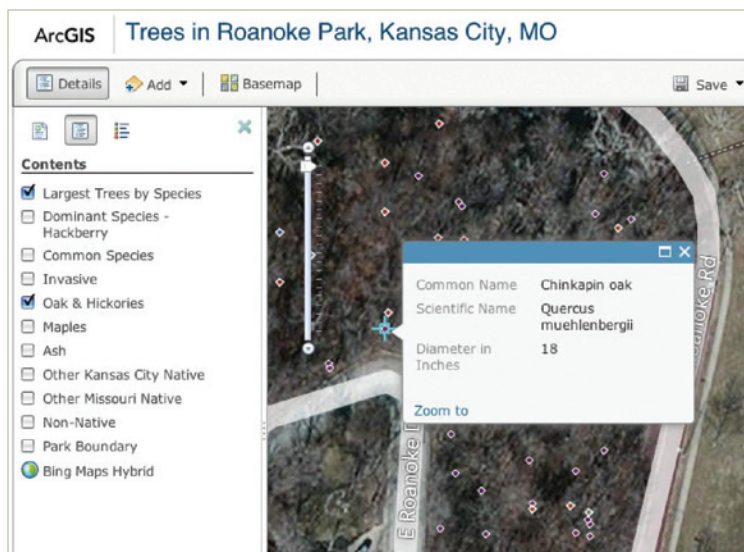 ArcGIS
Trees in Roanoke Park, Kansas City, MO
Details
Add
Basemap
Save
Contents
Largest Trees by Species
Dominant Species -
Hackberry
Common Species
Invasive
Oak & Hickories
Maples
Ash
Other Kansas City Native
Other Missouri Native
Non-Native
Park Boundary
Bing Maps Hybrid
Common Name Chinkapin oak
Scientific Name Quercus
muehlenbergii
Diameter in 18
Inches
Zoom to
E Roanoke
Rd